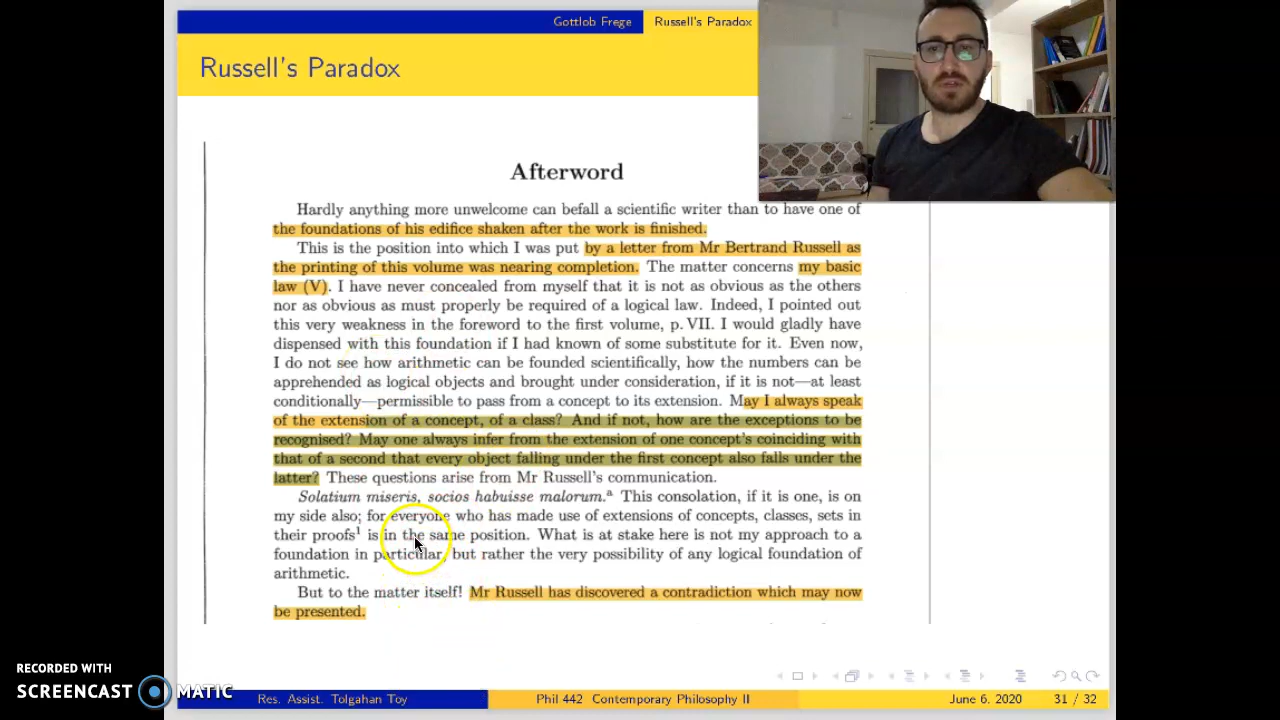 Gottlob Frege Russell's Paradox
Russell's Paradox
Afterword
Hardly anything more unwelcome can befall a scientific writer than to have one of
the foundations of his edifice shaken after the work is finished.
This is the position into which I was put by a letter from Mr Bertrand Russell as
the printing of this volume was nearing completion. The matter concerns my basic
law (V). I have never concealed from myself that it is not as obvious as the others
nor as obvious as must properly be required of a logical law. Indeed, I pointed out
this very weakness in the foreword to the first volume, p. VII. I would gladly have
dispensed with this foundation if I had known of some substitute for it. Even now,
I do not see how arithmetic can be founded scientifically, how the numbers can be
apprehended as logical objects and brought under consideration, if it is not—at least
conditionally—permissible to pass from a concept to its extension. May I always speak
of the extension of a concept, of a class? And if not, how are the exceptions to be
recognised? May one always infer from the extension of one concept's coinciding with
that of a second that every object falling under the first concept also falls under the
latter? These questions arise from Mr Russell's communication.
Solatium miseris, socios habuisse malorum.ª This consolation, if it is one, is on
my side also; for everyone who has made use of extensions of concepts, classes, sets in
their proofs¹ is in the same position. What is at stake here is not my approach to a
foundation in particular, but rather the very possibility of any logical foundation of
arithmetic.
But to the matter itself! Mr Russell has discovered a contradiction which may now
be presented.
RECORDED WITH
SCREENCAST MATIC
Res. Assist. Tolgahan Toy Phil 442 Contemporary Philosophy II June 6, 2020 31 / 32